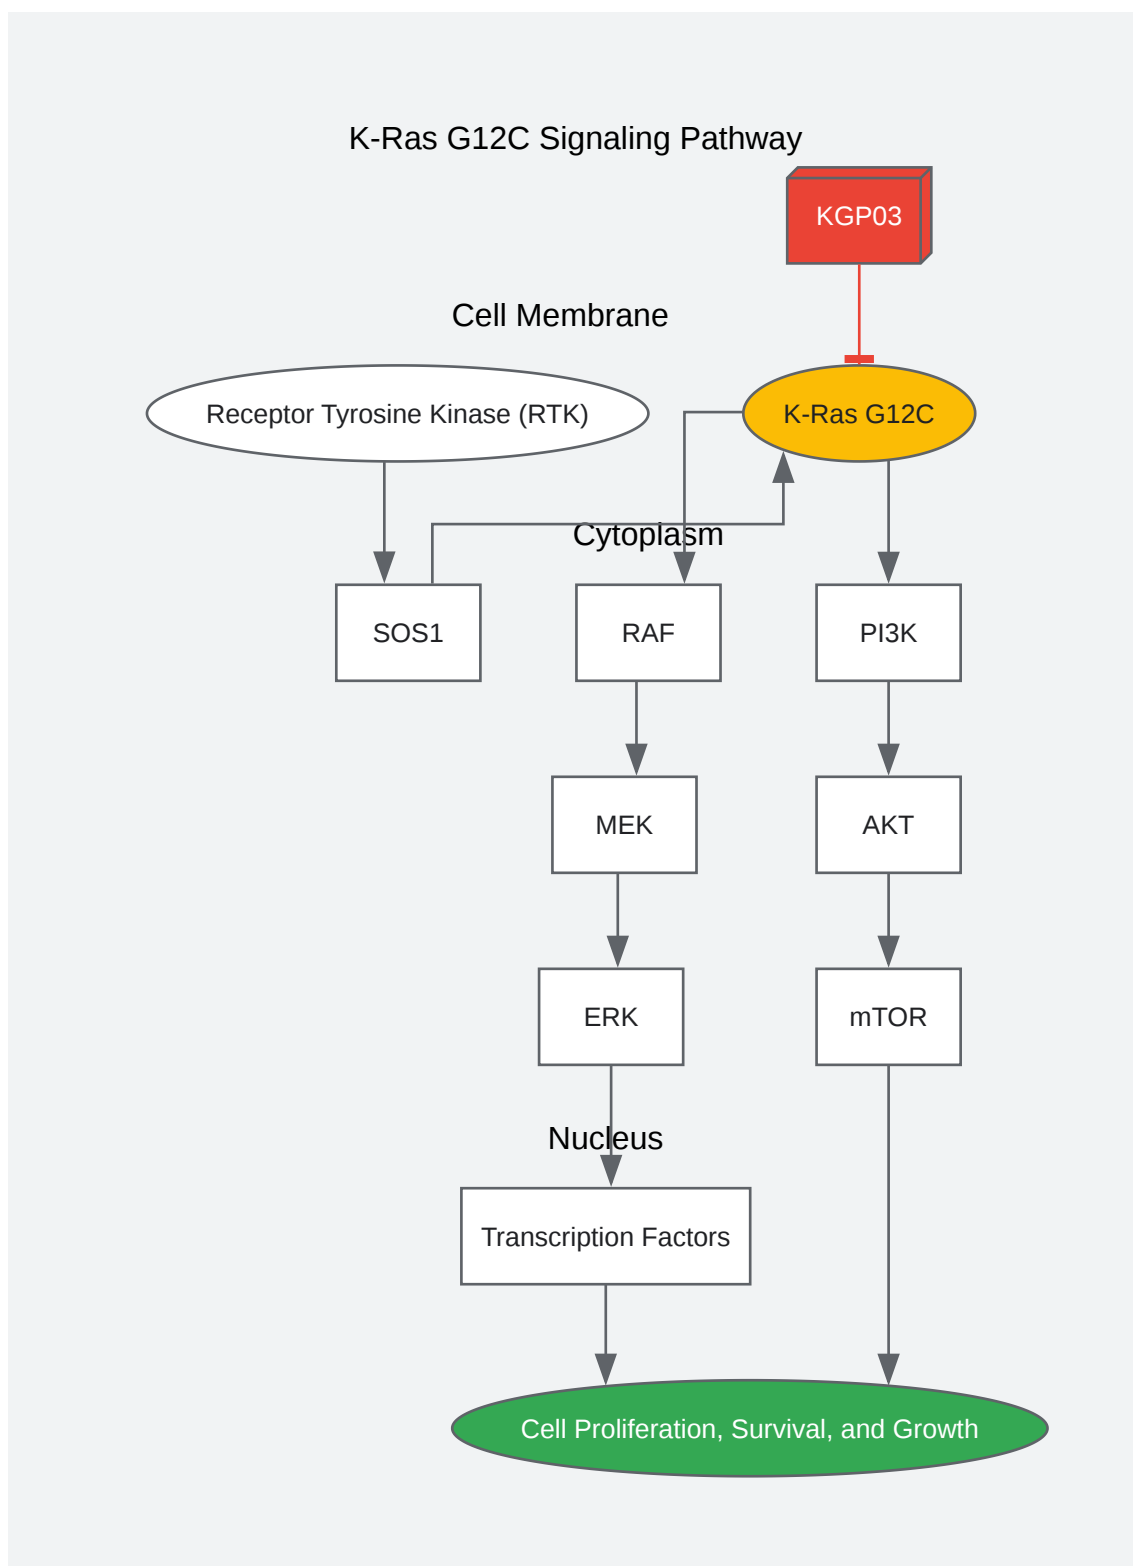 K-Ras G12C Signaling Pathway
KGP03
Cell Membrane
Receptor Tyrosine Kinase (RTK)
K-Ras G12C
Cytoplasm
SOS1
RAF
PI3K
MEK
AKT
ERK
mTOR
Nucleus
Transcription Factors
Cell Proliferation, Survival, and Growth